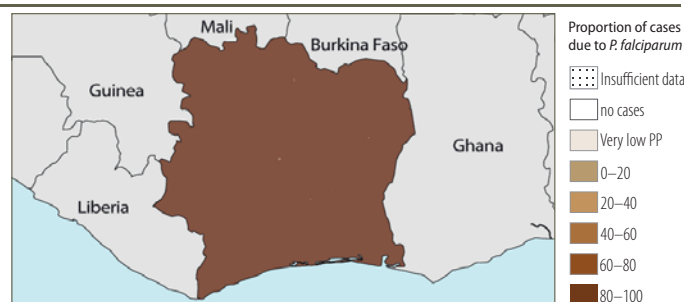 Mali
Burkina Faso
Guinea
Ghana
Liberia
Proportion of cases
due to P. falciparum
Insufficient data
no cases
Very low PP
0–20
20–40
40–60
60–80
80–100